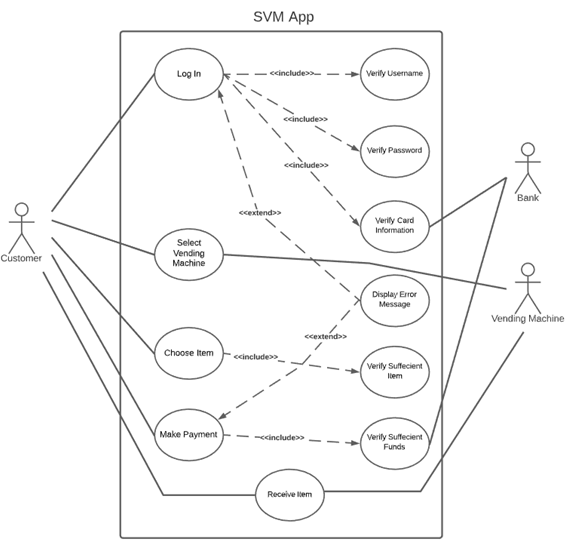 SVM App
Log In
<<include>>
Verify Username
<<include>>
Verify Password
<<include>>
Bank
<<extend>>
Verify Card
Information
Customer
Select
Vending
Machine
Display Error
Message
Vending Machine
<<extend>>
Choose Item
<<include>>
Verify Suffecient
Item
Make Payment
<<include>>
Verify Suffecient
Funds
Receive Item